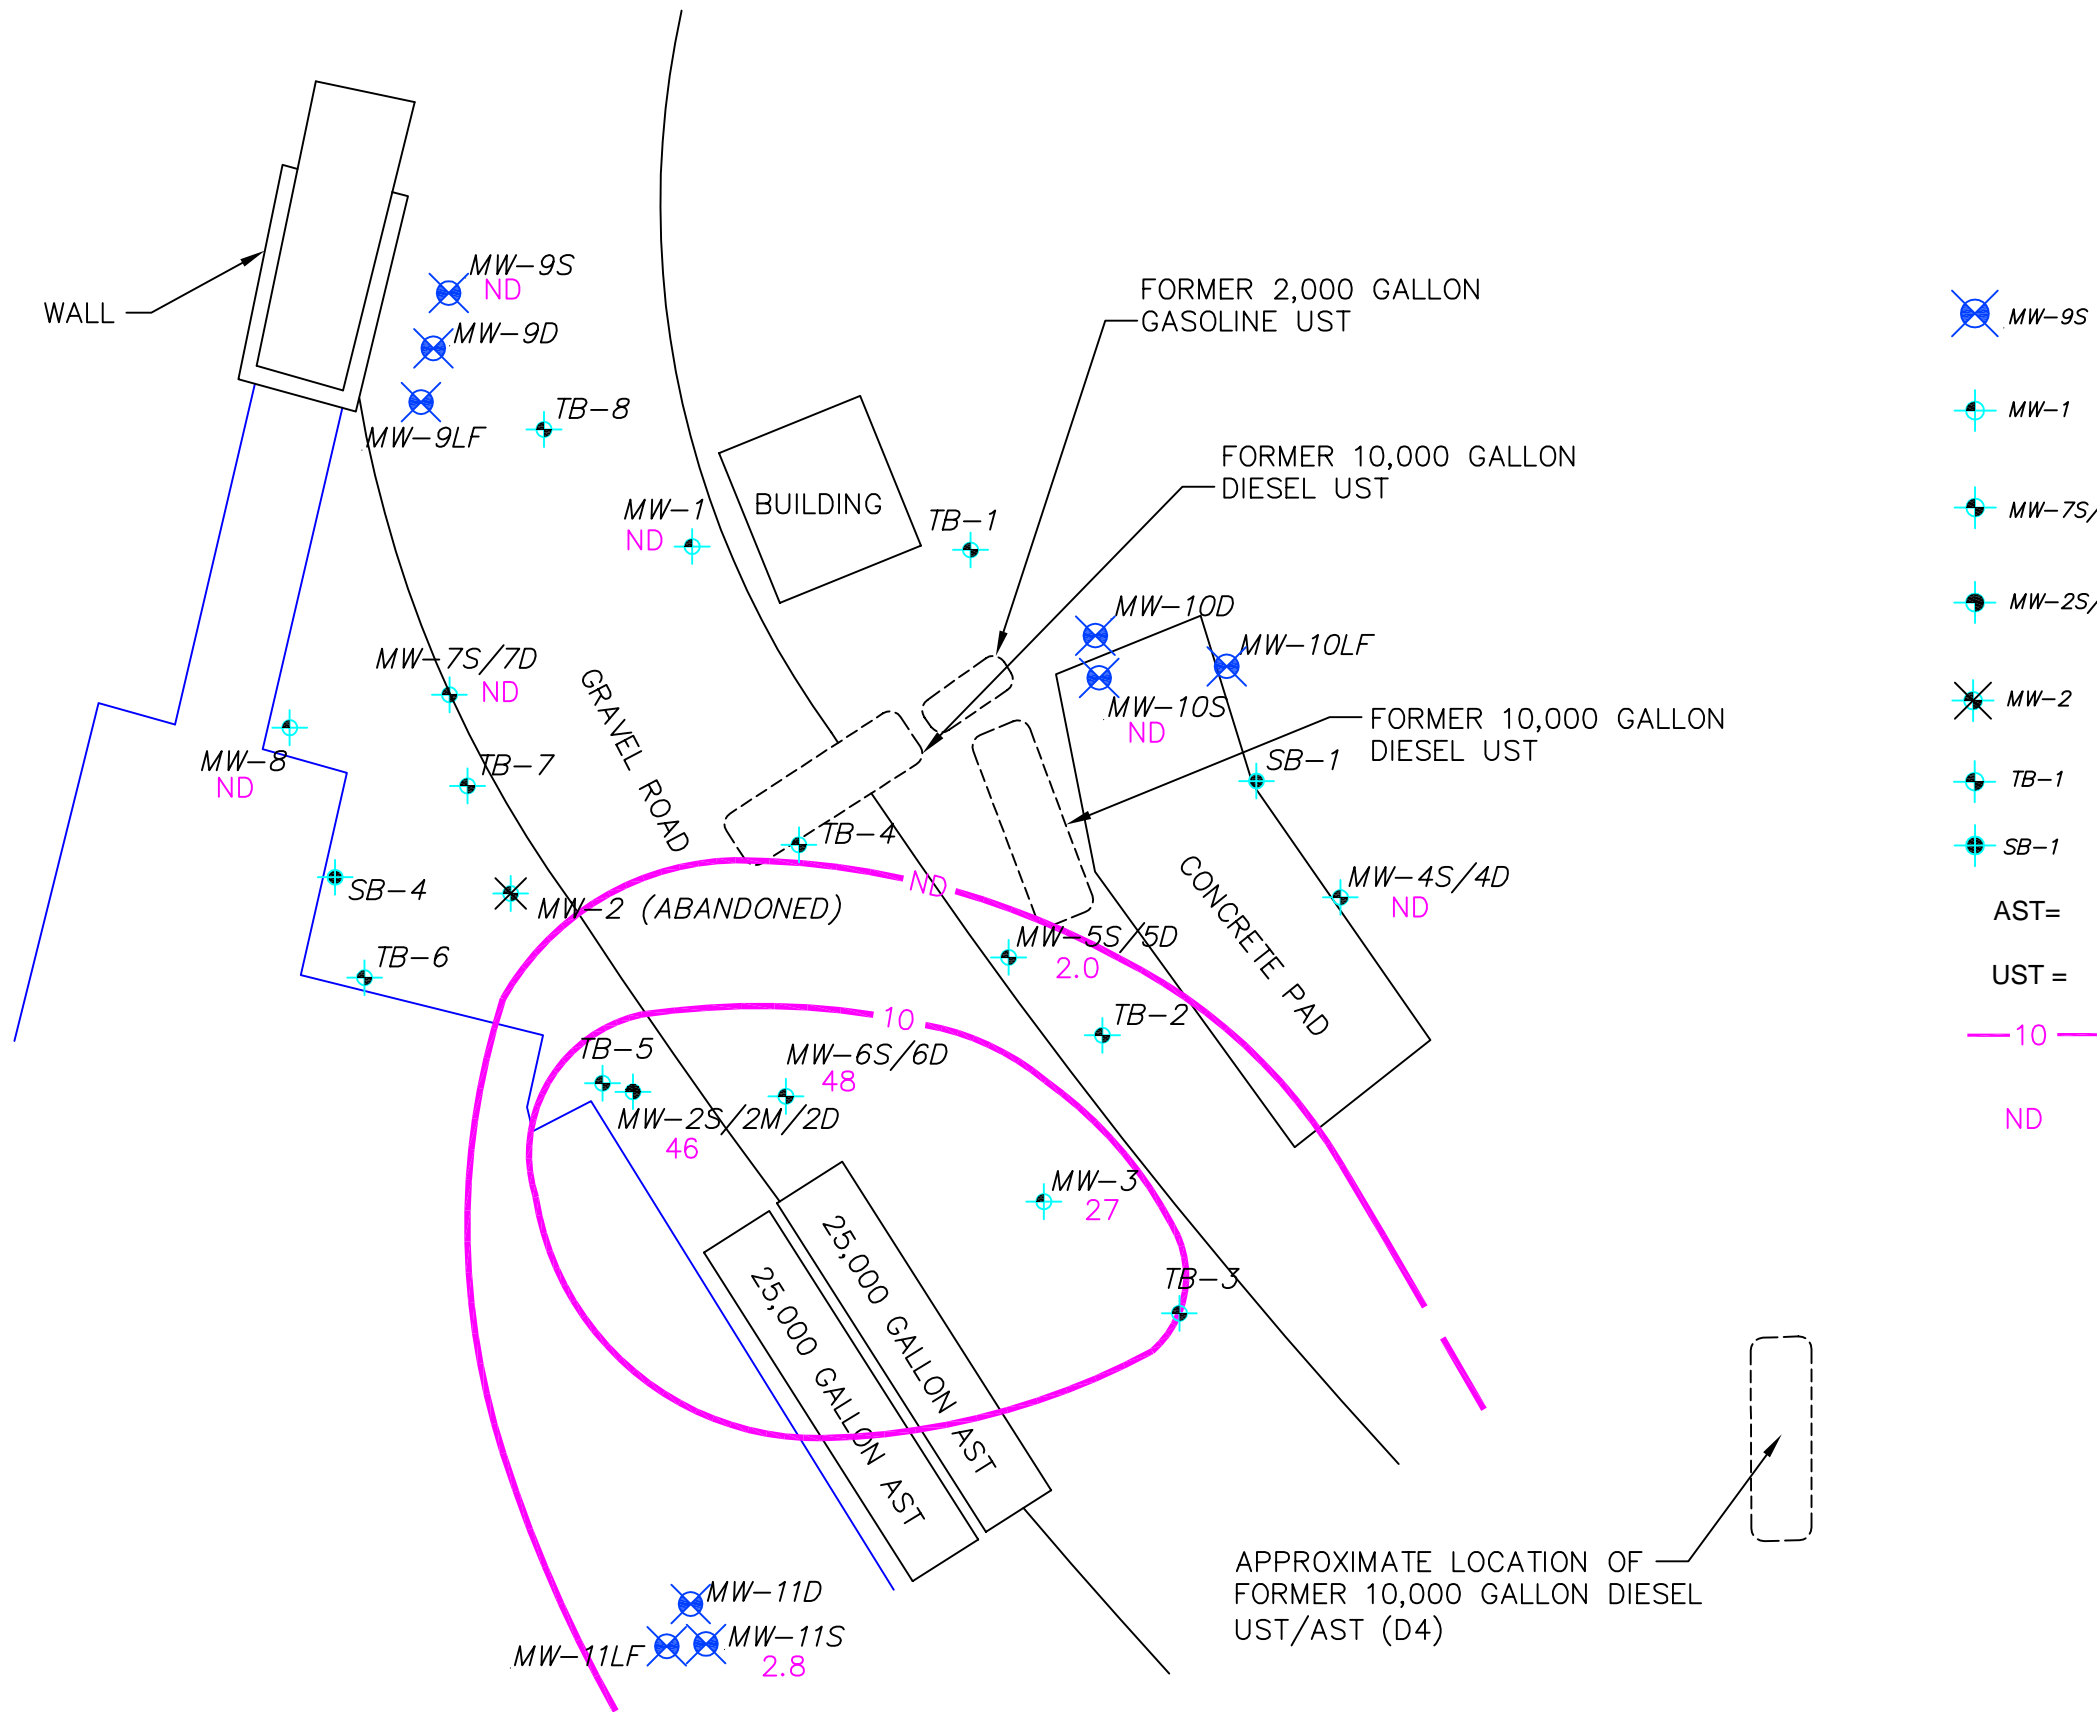 WALL
MW-9S
ND
MW-9D
MW-9LF
TB-8
FORMER 2,000 GALLON
GASOLINE UST
FORMER 10,000 GALLON
DIESEL UST
BUILDING
MW-1
ND
TB-1
MW-10D
MW-10LF
MW-10S
ND
MW-7S/7D
ND
GRAVEL ROAD
FORMER 10,000 GALLON
DIESEL UST
SB-1
MW-8
ND
TB-7
TB-4
SB-4
MW-2 (ABANDONED)
ND
CONCRETE PAD
MW-4S/4D
ND
MW-5S/5D
2.0
TB-6
10
TB-2
TB-5
MW-6S/6D
48
MW-2S/2M/2D
46
MW-3
27
TB-3
25,000 GALLON AST
25,000 GALLON AST
APPROXIMATE LOCATION OF
FORMER 10,000 GALLON DIESEL
UST/AST (D4)
MW-11D
MW-11S
2.8
MW-11LF
MW-9S
MW-1
MW-7S/
MW-2S/
MW-2
TB-1
SB-1
AST=
UST =
10
ND